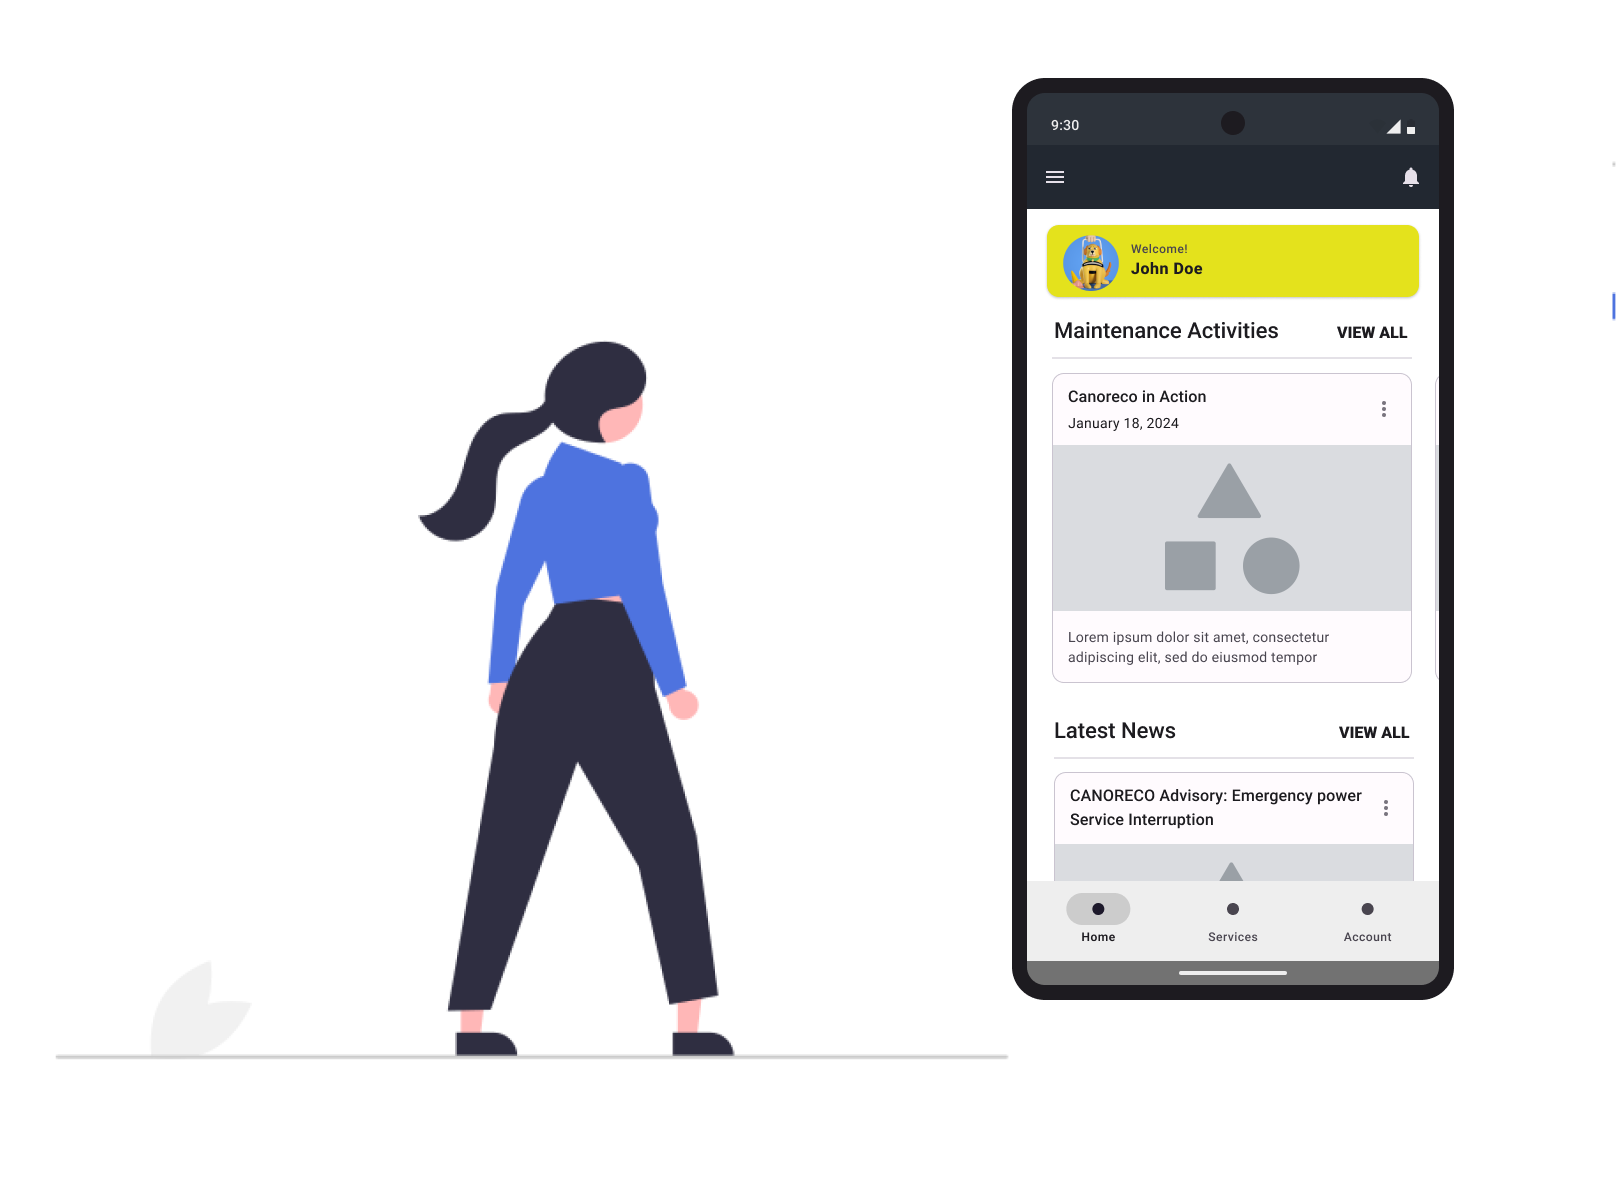 9:30
Welcome!
John Doe
Maintenance Activities
VIEW ALL
Canoreco in Action
January 18, 2024
Lorem ipsum dolor sit amet, consectetur
adipiscing elit, sed do eiusmod tempor
Latest News
VIEW ALL
CANORECO Advisory: Emergency power
Service Interruption
Home
Services
Account